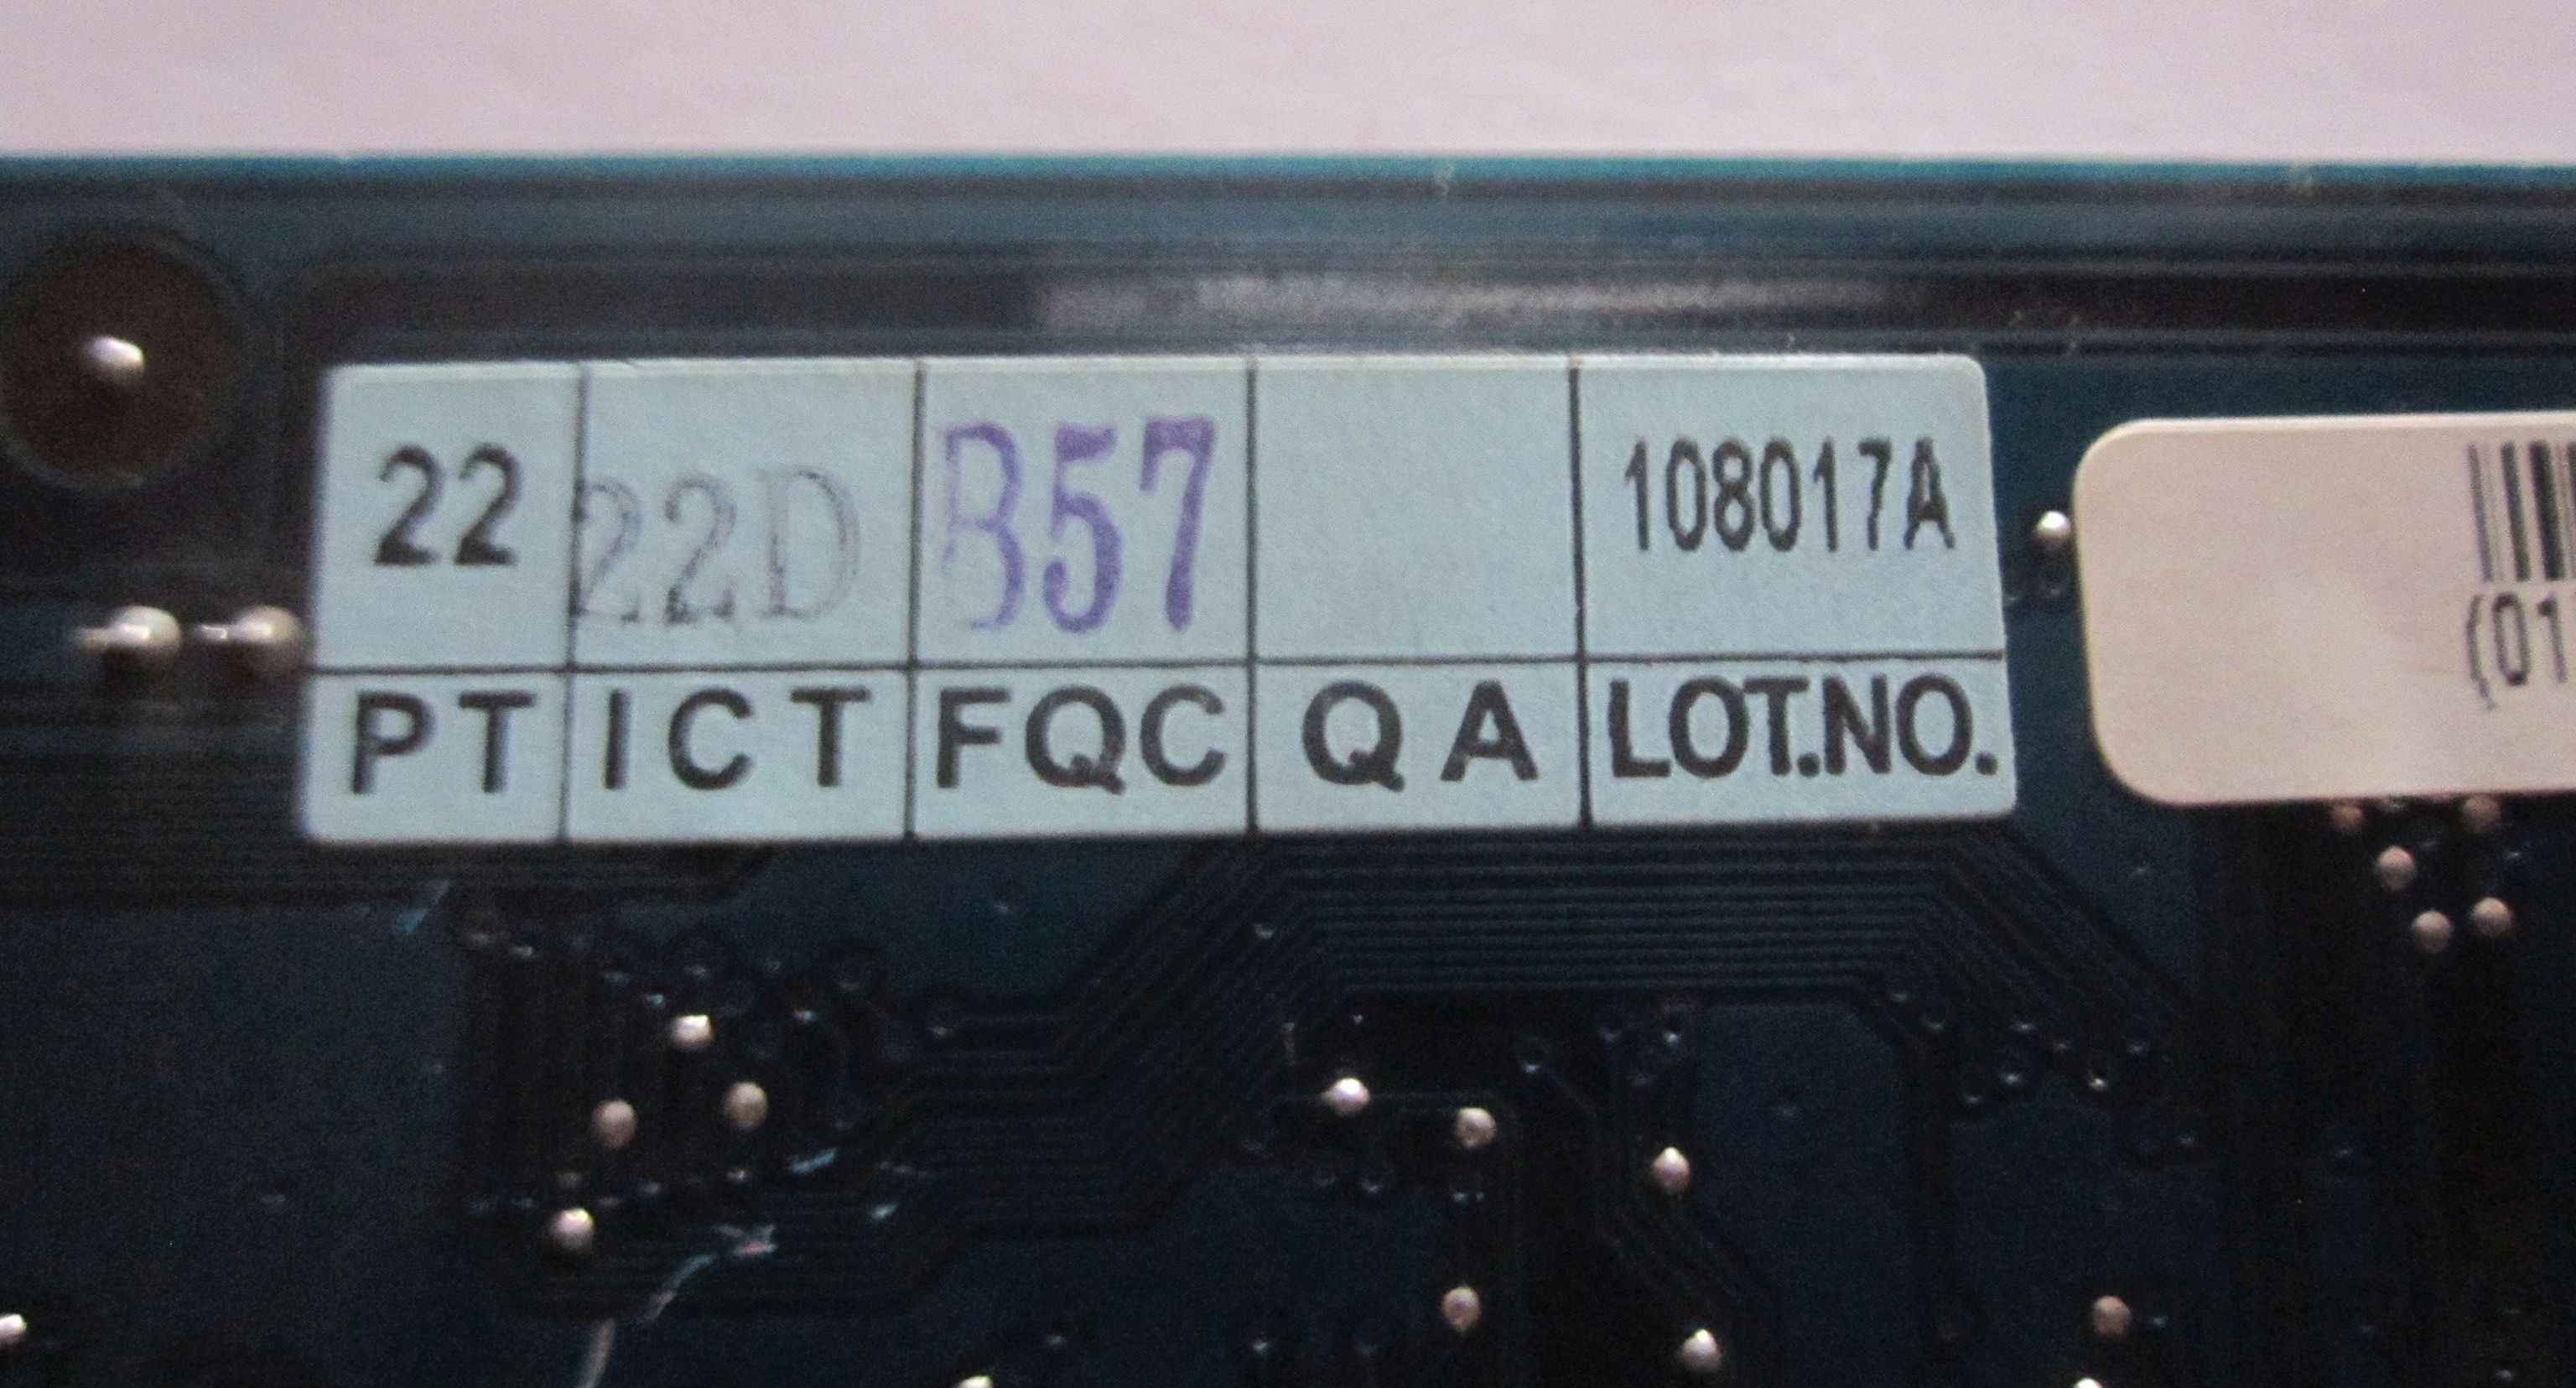 22 22D B57 108017A
PT ICT FQC QA LOT.NO.
(01